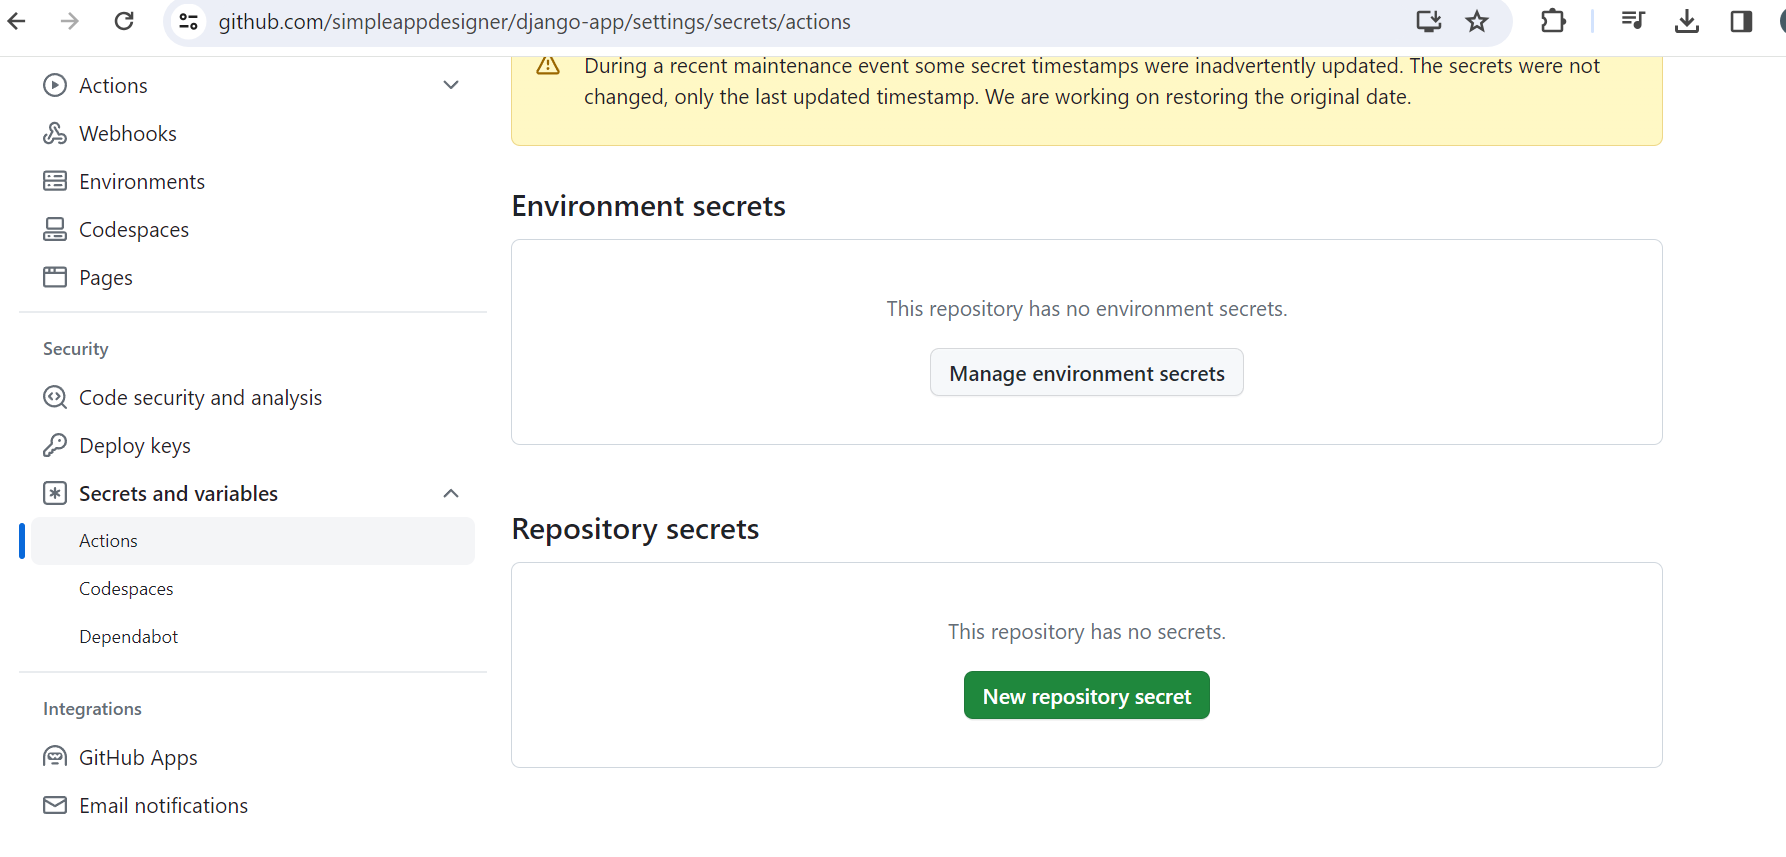 github.com/simpleappdesigner/django-app/settings/secrets/actions
Actions
Webhooks
Environments
Codespaces
Pages
Security
Code security and analysis
Deploy keys
Secrets and variables
Actions
Codespaces
Dependabot
Integrations
GitHub Apps
Email notifications
During a recent maintenance event some secret timestamps were inadvertently updated. The secrets were not
changed, only the last updated timestamp. We are working on restoring the original date.
Environment secrets
This repository has no environment secrets.
Manage environment secrets
Repository secrets
This repository has no secrets.
New repository secret